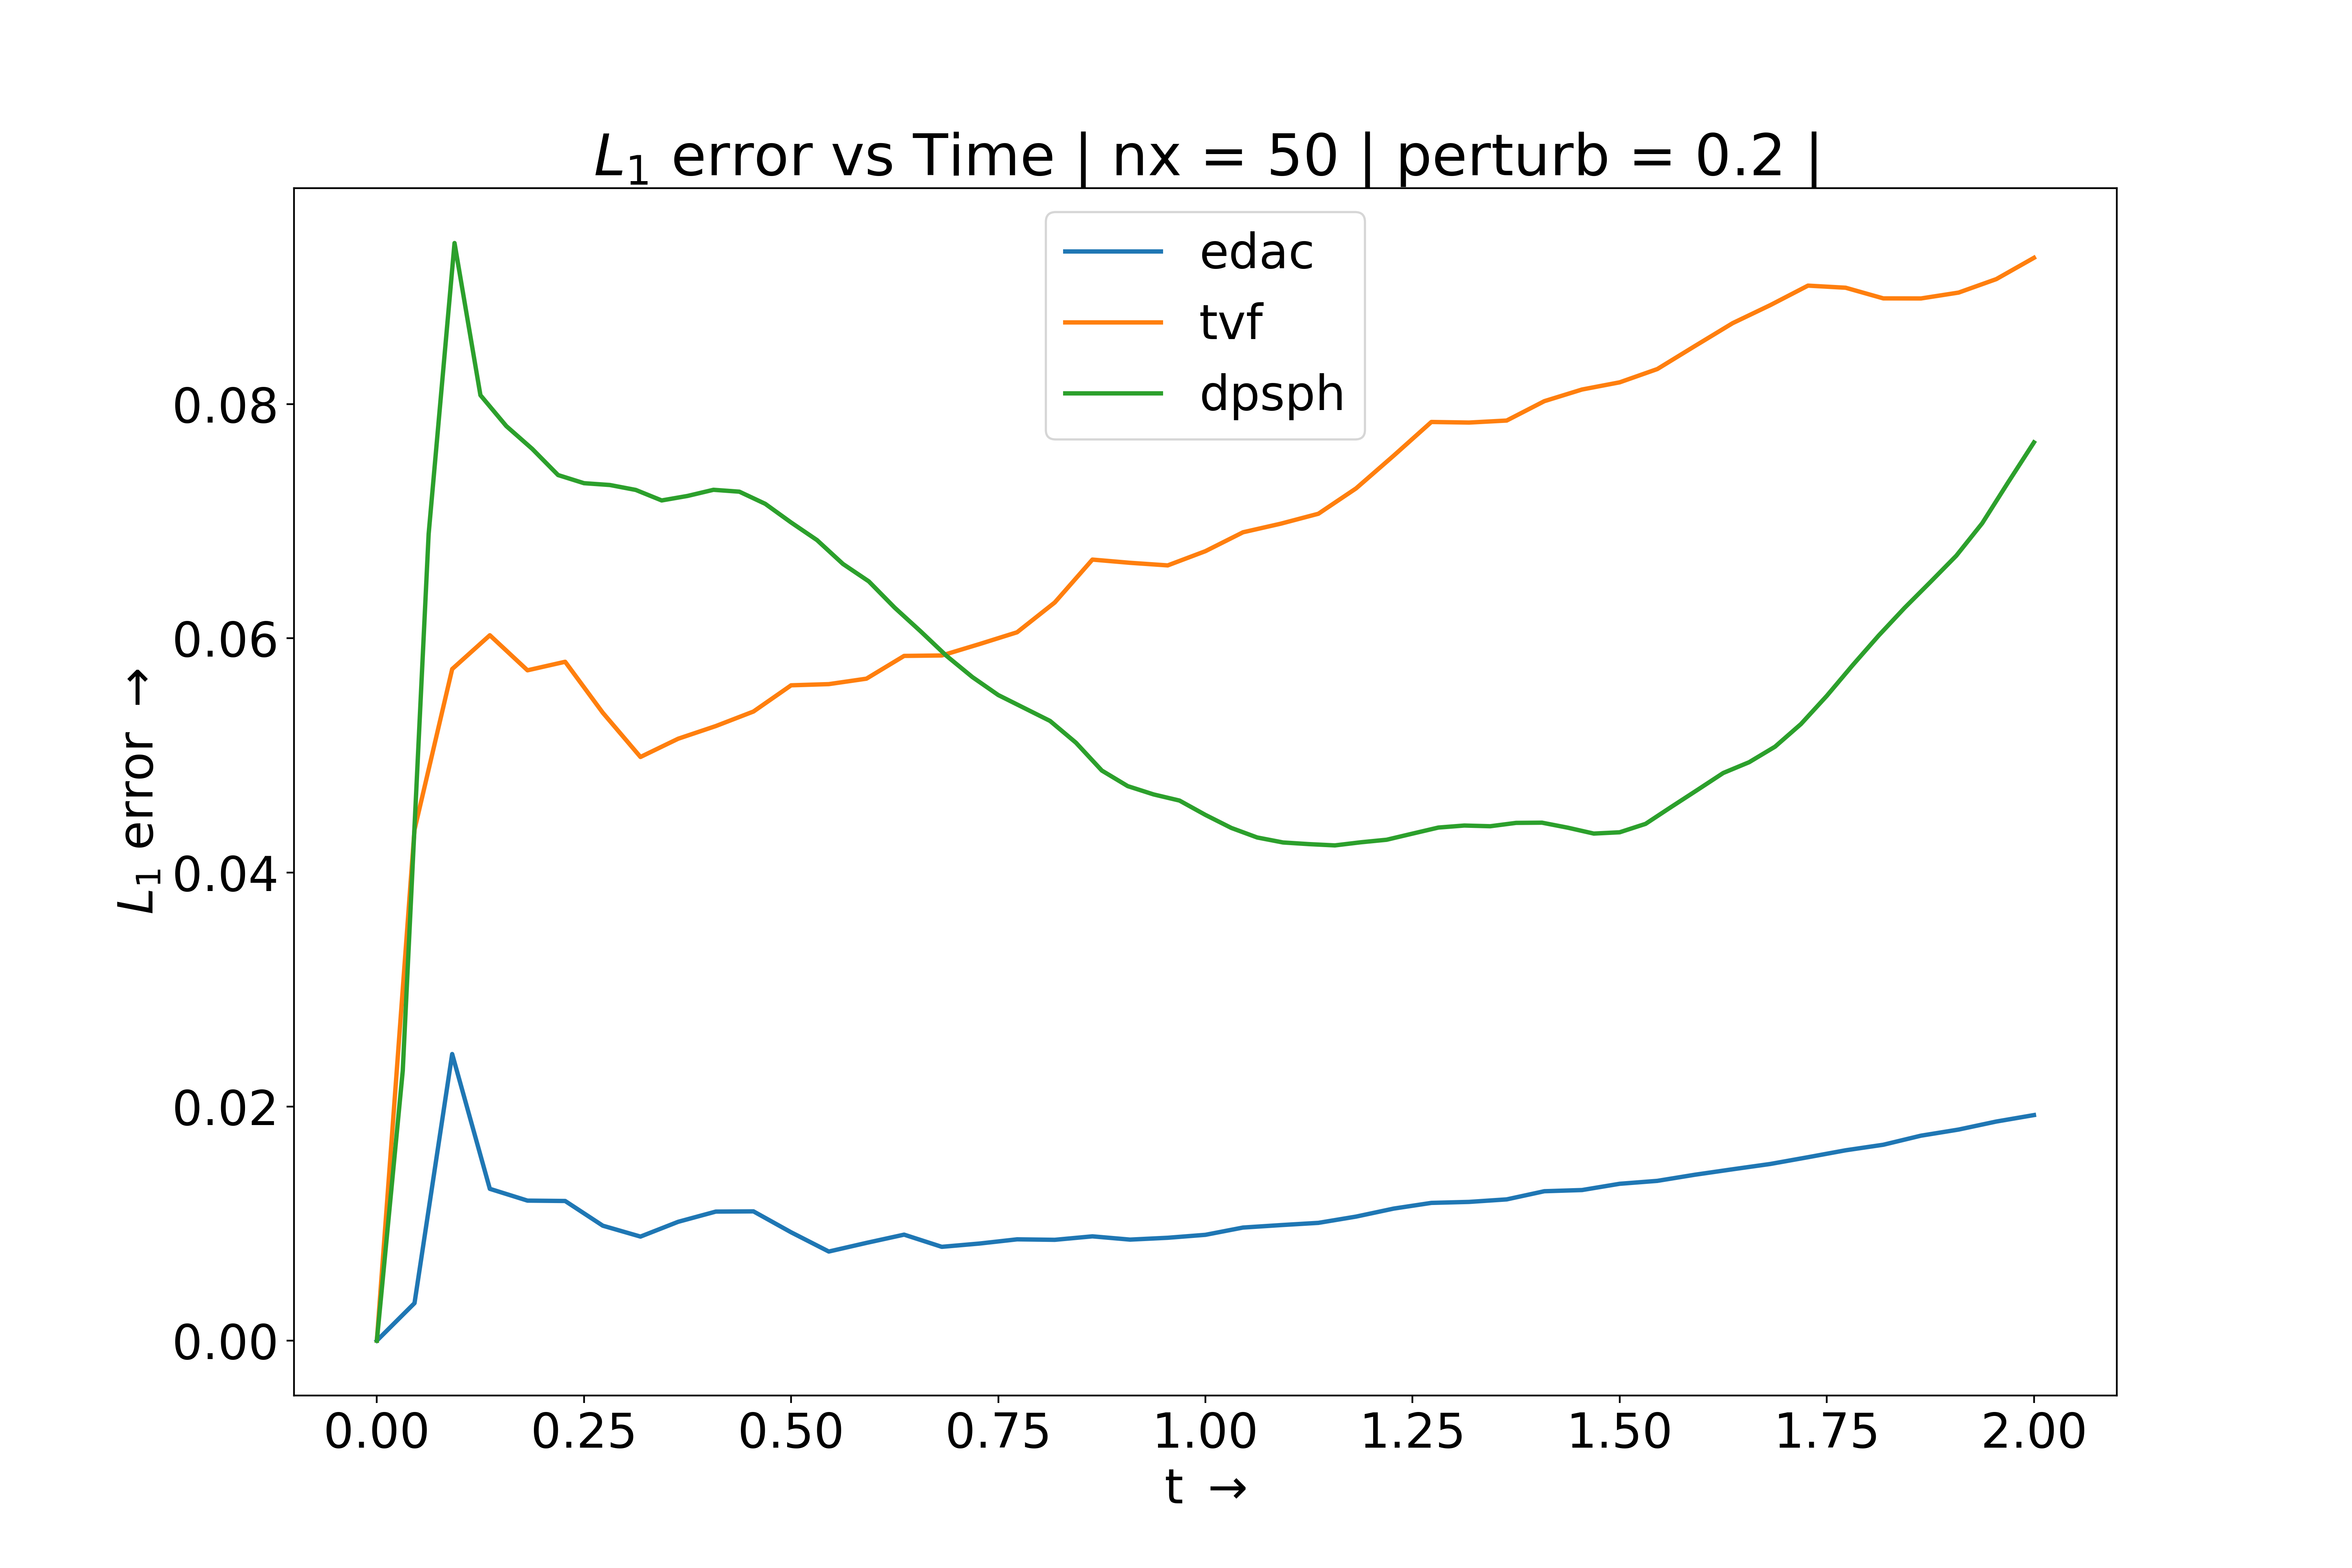 L₁ error vs Time | nx = 50 | perturb = 0.2 |
edac
tvf
dpsph
L₁ error →
0.08
0.06
0.04
0.02
0.00
0.00 0.25 0.50 0.75 1.00 1.25 1.50 1.75 2.00
t →